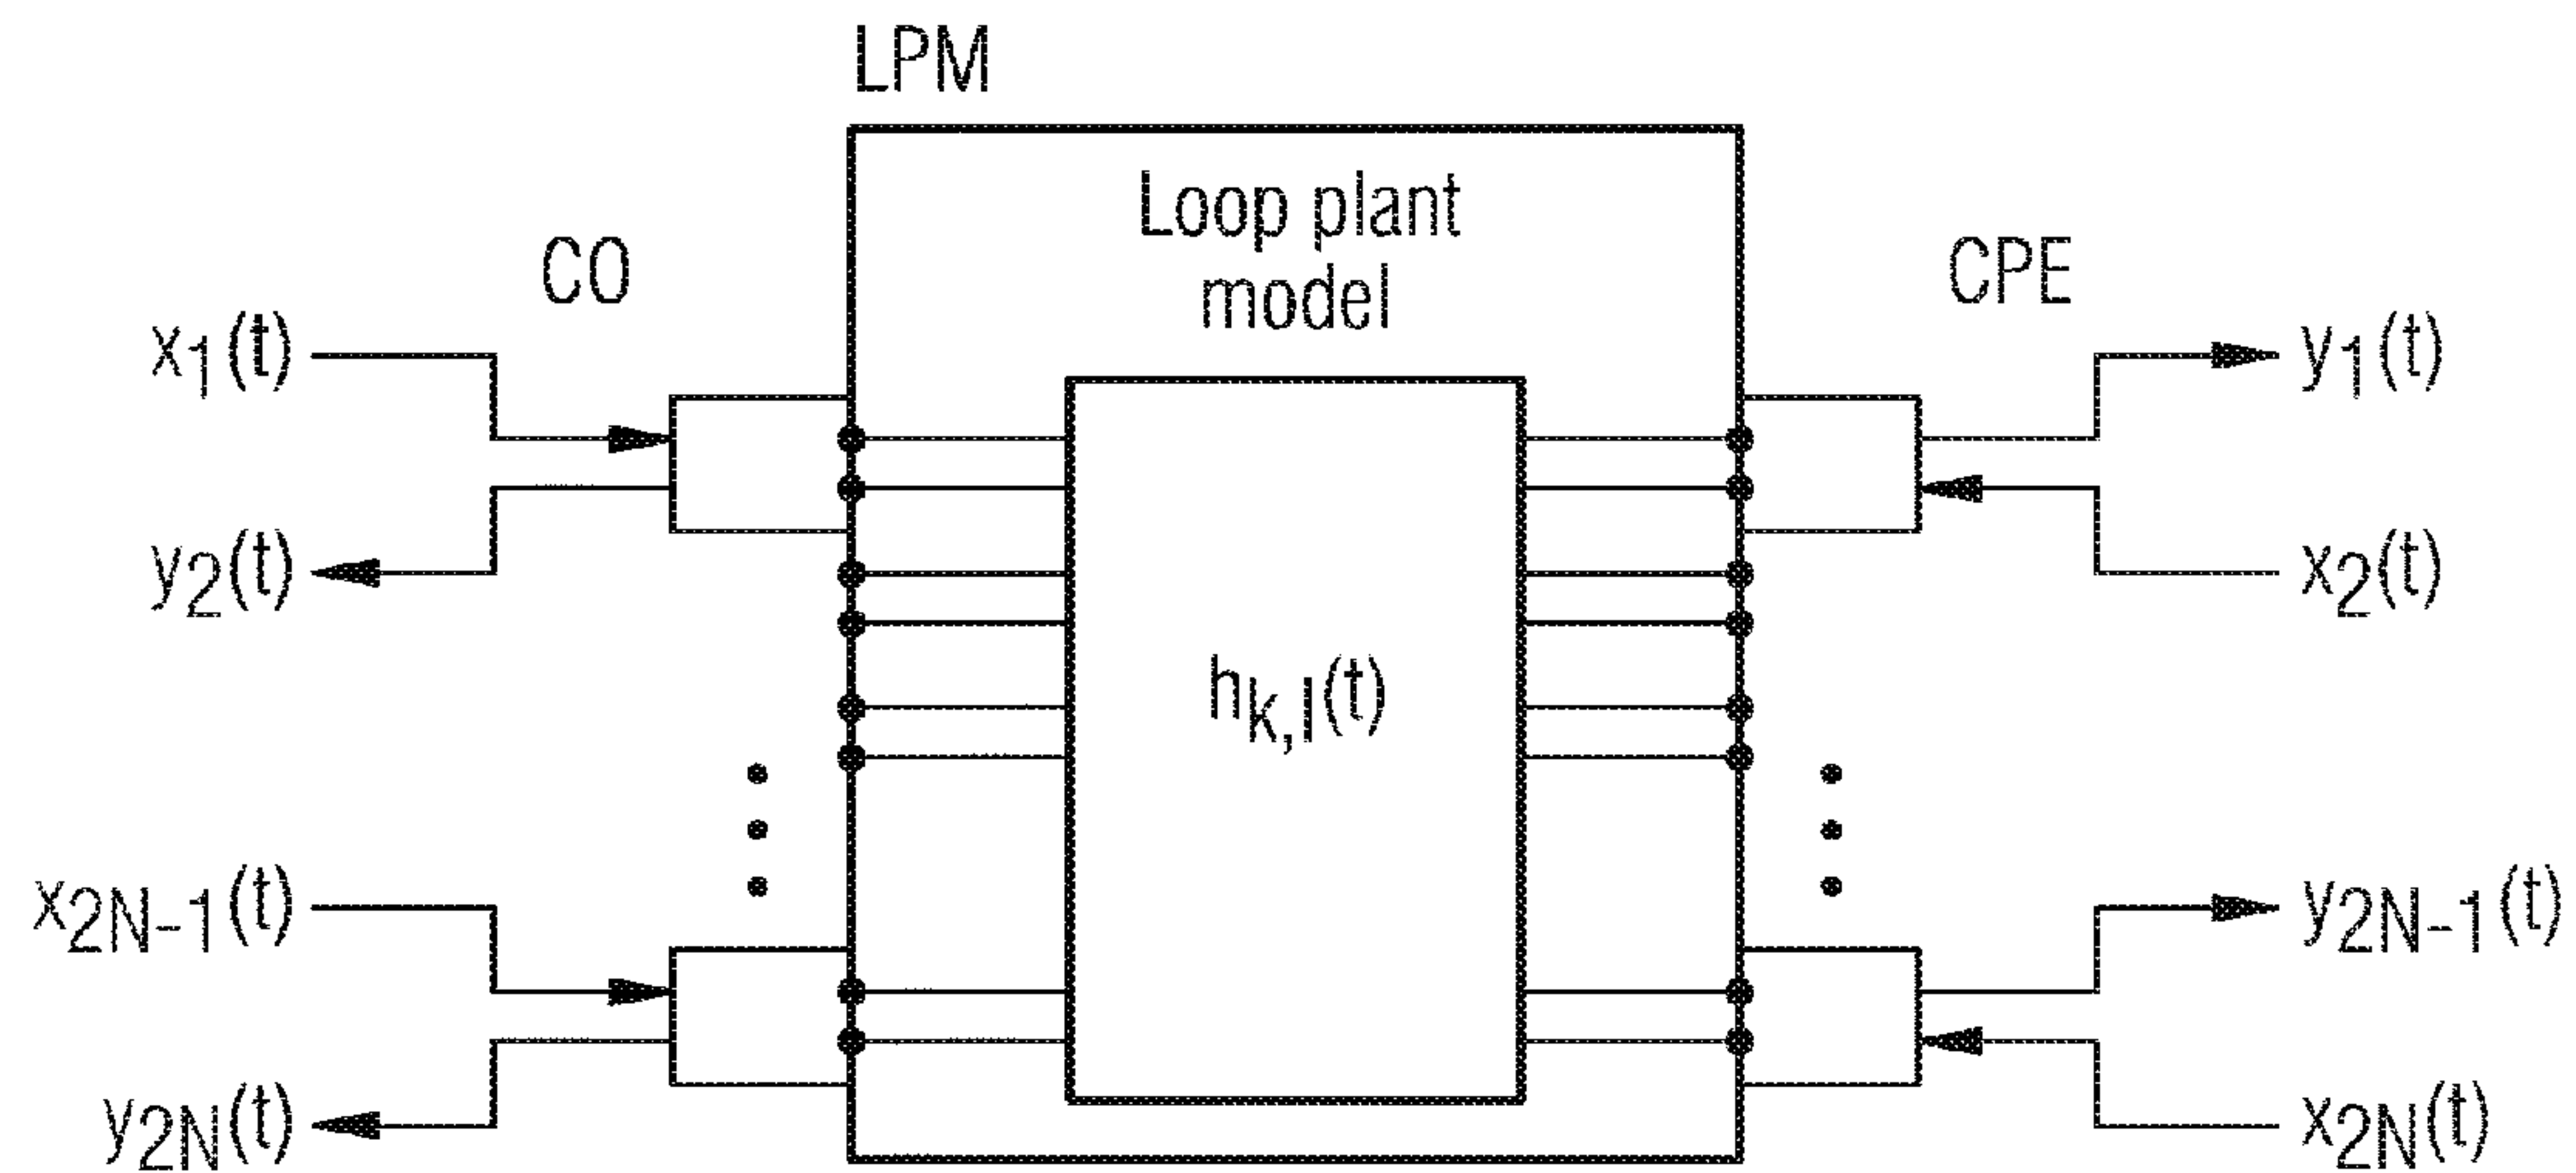 LPM
Loop plant
model
CO
CPE
x1(t)
y1(t)
y2(t)
x2(t)
hk,l(t)
x2N-1(t)
y2N-1(t)
y2N(t)
x2N(t)